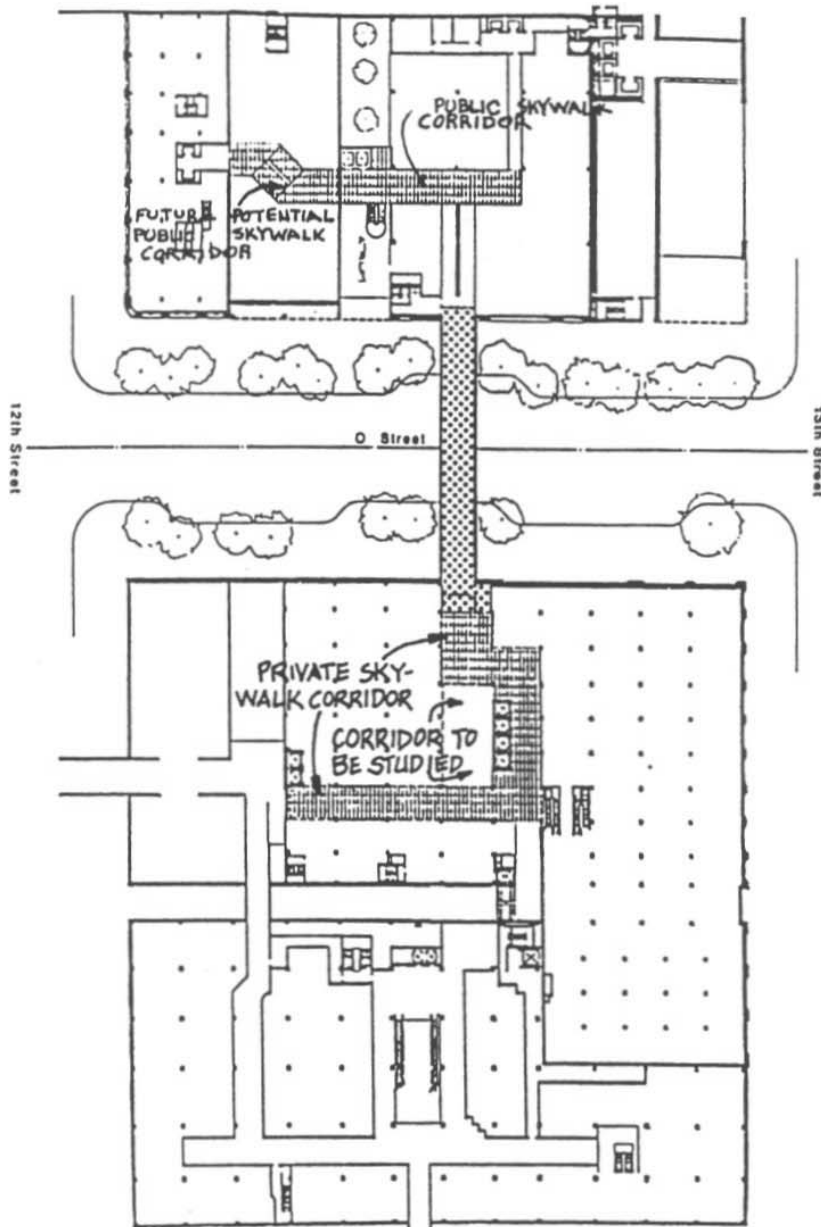 PUBLIC SKYWALK
CORRIDOR
FUTURE
PUBLIC
CORRIDOR
POTENTIAL
SKYWALK
12th Street
O Street
13th Street
PRIVATE SKY-
WALK CORRIDOR
CORRIDOR TO
BE STUDIED